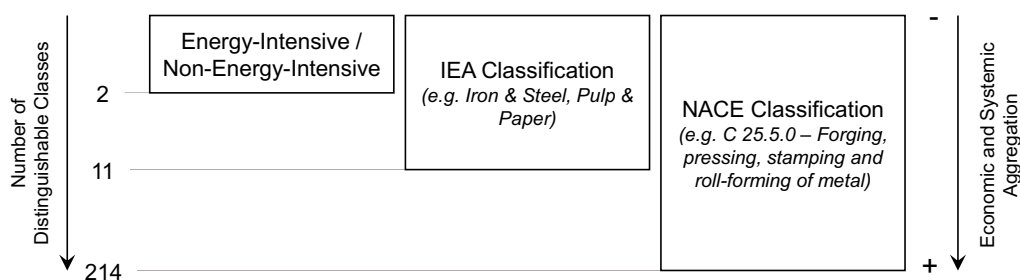 Number of
Distinguishable Classes
2
11
214
Energy-Intensive /
Non-Energy-Intensive
IEA Classification
(e.g. Iron & Steel, Pulp &
Paper)
NACE Classification
(e.g. C 25.5.0 – Forging,
pressing, stamping and
roll-forming of metal)
-
+
Economic and Systemic
Aggregation